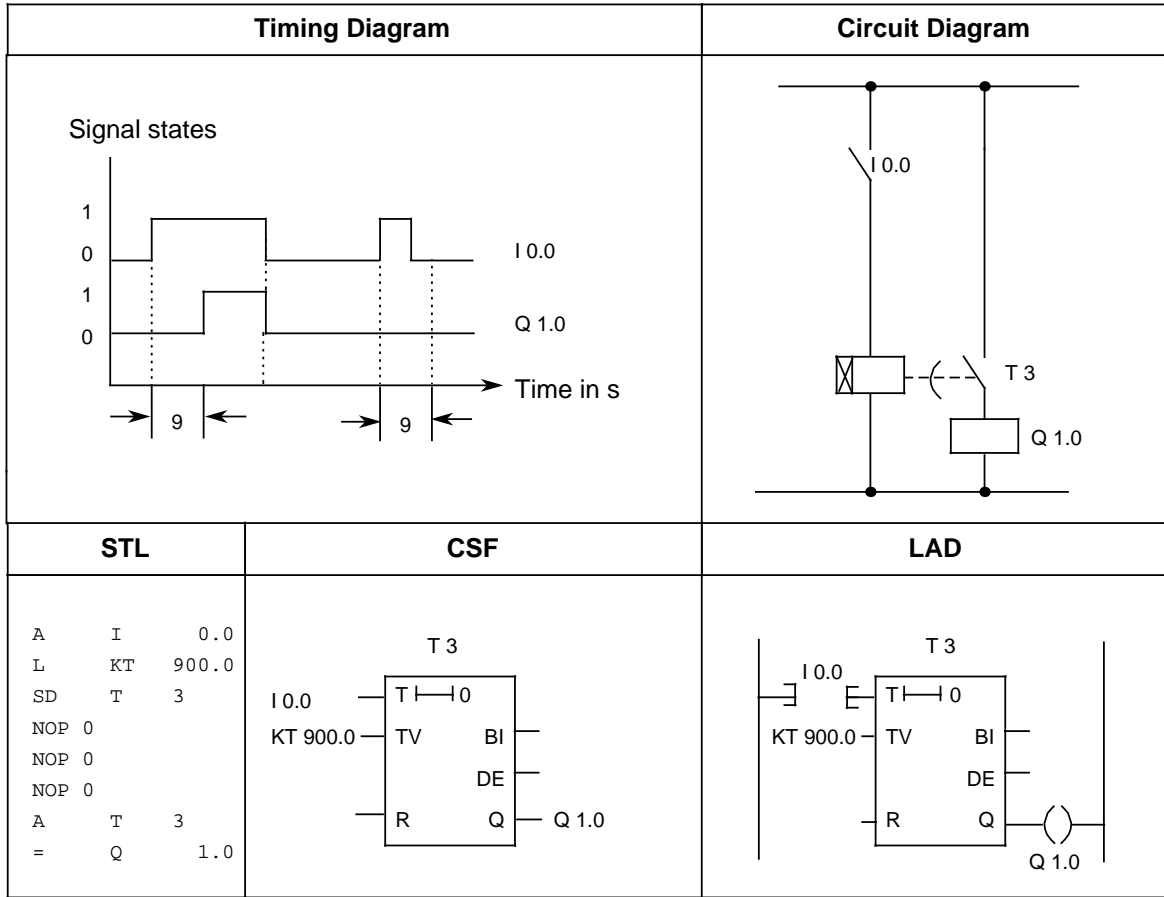 Timing Diagram
Circuit Diagram
Signal states
1
0
I 0.0
1
0
Q 1.0
Time in s
9
9
I 0.0
T 3
Q 1.0
STL
CSF
LAD
A I 0.0
L KT 900.0
SD T 3
NOP 0
NOP 0
NOP 0
A T 3
= Q 1.0
T 3
I 0.0
T 0
KT 900.0
TV
BI
DE
R
Q
Q 1.0
T 3
I 0.0
T 0
KT 900.0
TV
BI
DE
R
Q
Q 1.0